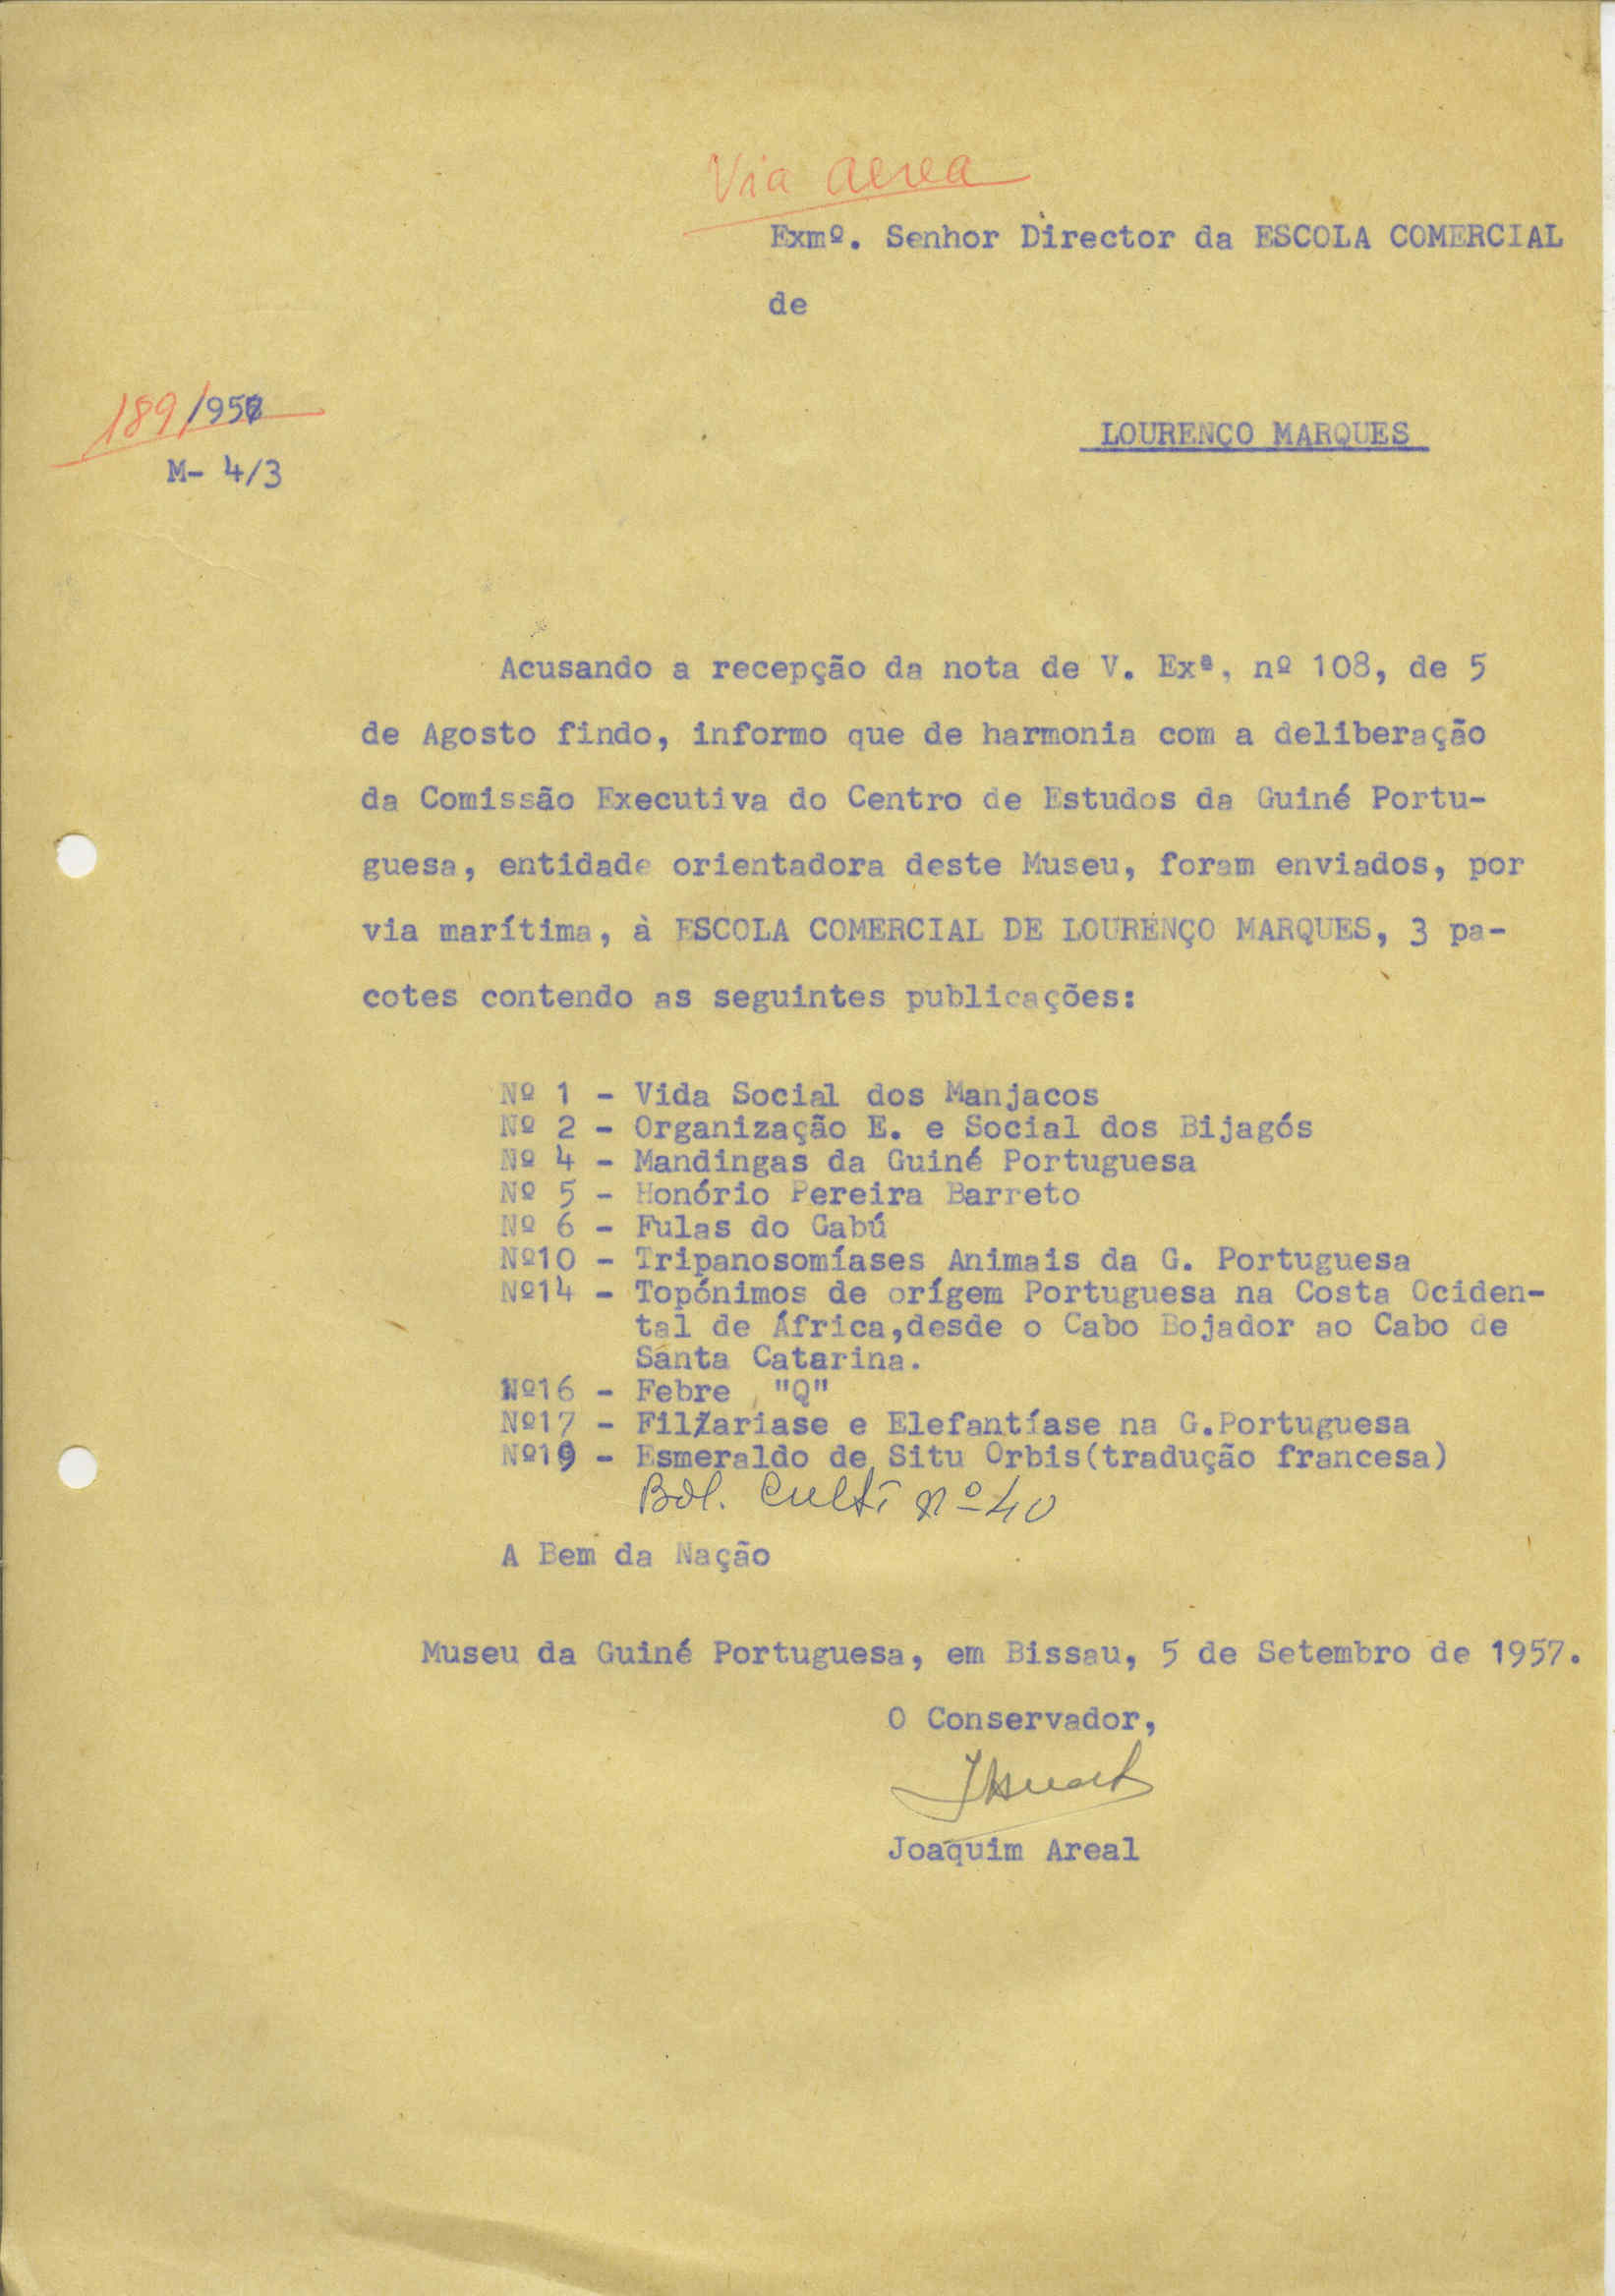 Via aerea
Exmº. Senhor Director da ESCOLA COMERCIAL
de
189/957
M- 4/3
LOURENÇO MARQUES
Acusando a recepção da nota de V. Exª, nº 108, de 5
de Agosto findo, informo que de harmonia com a deliberação
da Comissão Executiva do Centro de Estudos da Guiné Portu-
guesa, entidade orientadora deste Museu, foram enviados, por
via marítima, à ESCOLA COMERCIAL DE LOURENÇO MARQUES, 3 pa-
cotes contendo as seguintes publicações:
Nº 1 - Vida Social dos Manjacos
Nº 2 - Organização E. e Social dos Bijagós
Nº 4 - Mandingas da Guiné Portuguesa
Nº 5 - Honório Pereira Barreto
Nº 6 - Fulas do Gabú
Nº10 - Tripanosomíases Animais da G. Portuguesa
Nº14 - Topónimos de orígem Portuguesa na Costa Ociden-
tal de África,desde o Cabo Bojador ao Cabo de
Santa Catarina.
Nº16 - Febre "Q"
Nº17 - Filariase e Elefantíase na G.Portuguesa
Nº19 - Esmeraldo de Situ Orbis(tradução francesa)
Bol. Cult. nº 40
A Bem da Nação
Museu da Guiné Portuguesa, em Bissau, 5 de Setembro de 1957.
O Conservador,
Joaquim Areal